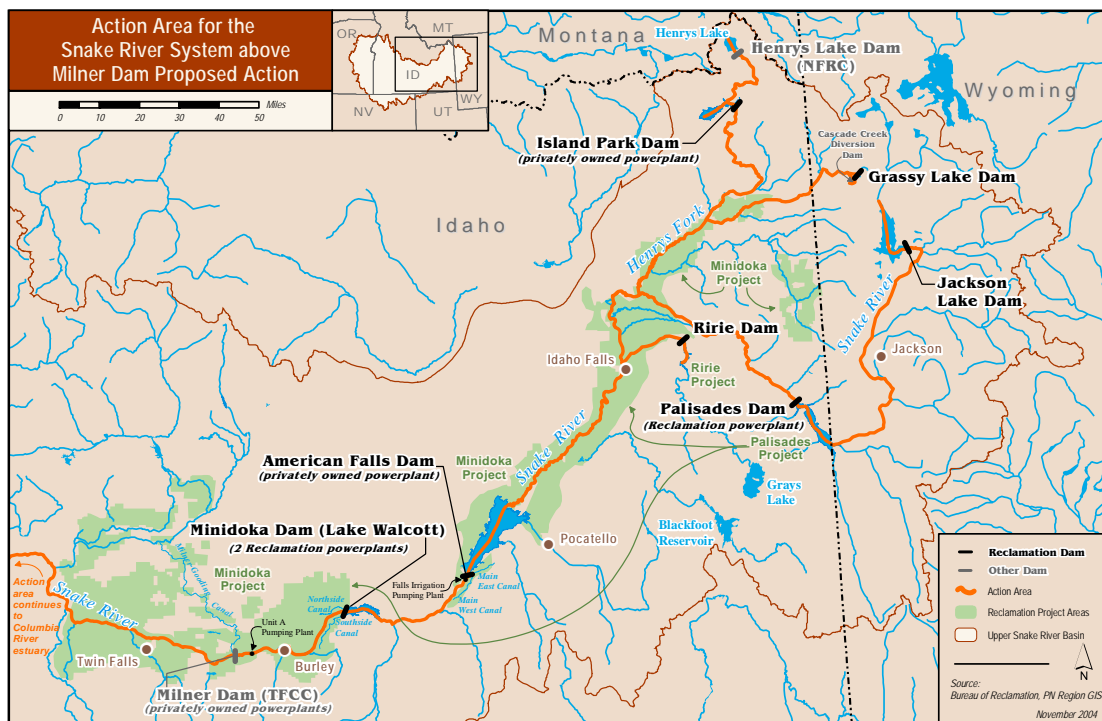 Action Area for the
Snake River System above
Milner Dam Proposed Action
0 10 20 30 40 50 Miles
OR
MT
ID
WY
NV
UT
Montana
Henrys Lake
Henrys Lake Dam
(NFRC)
Wyoming
Island Park Dam
(privately owned powerplant)
Cascade Creek
Diversion
Dam
Grassy Lake Dam
Idaho
Henrys Fork
Minidoka
Project
Jackson
Lake Dam
Snake River
Ririe Dam
Jackson
Idaho Falls
Ririe
Project
Palisades Dam
(Reclamation powerplant)
Palisades
Project
Snake River
American Falls Dam
(privately owned powerplant)
Minidoka
Project
Grays
Lake
Minidoka Dam (Lake Walcott)
(2 Reclamation powerplants)
Blackfoot
Reservoir
Pocatello
Falls Irrigation
Pumping Plant
Main
East Canal
Main
West Canal
Milner Gooding Canal
Minidoka
Project
Northside
Canal
Southside
Canal
Action
area
continues
to
Columbia
River
estuary
Snake River
Unit A
Pumping Plant
Twin Falls
Burley
Milner Dam (TFCC)
(privately owned powerplants)
Reclamation Dam
Other Dam
Action Area
Reclamation Project Areas
Upper Snake River Basin
N
Source:
Bureau of Reclamation, PN Region GIS
November 2004